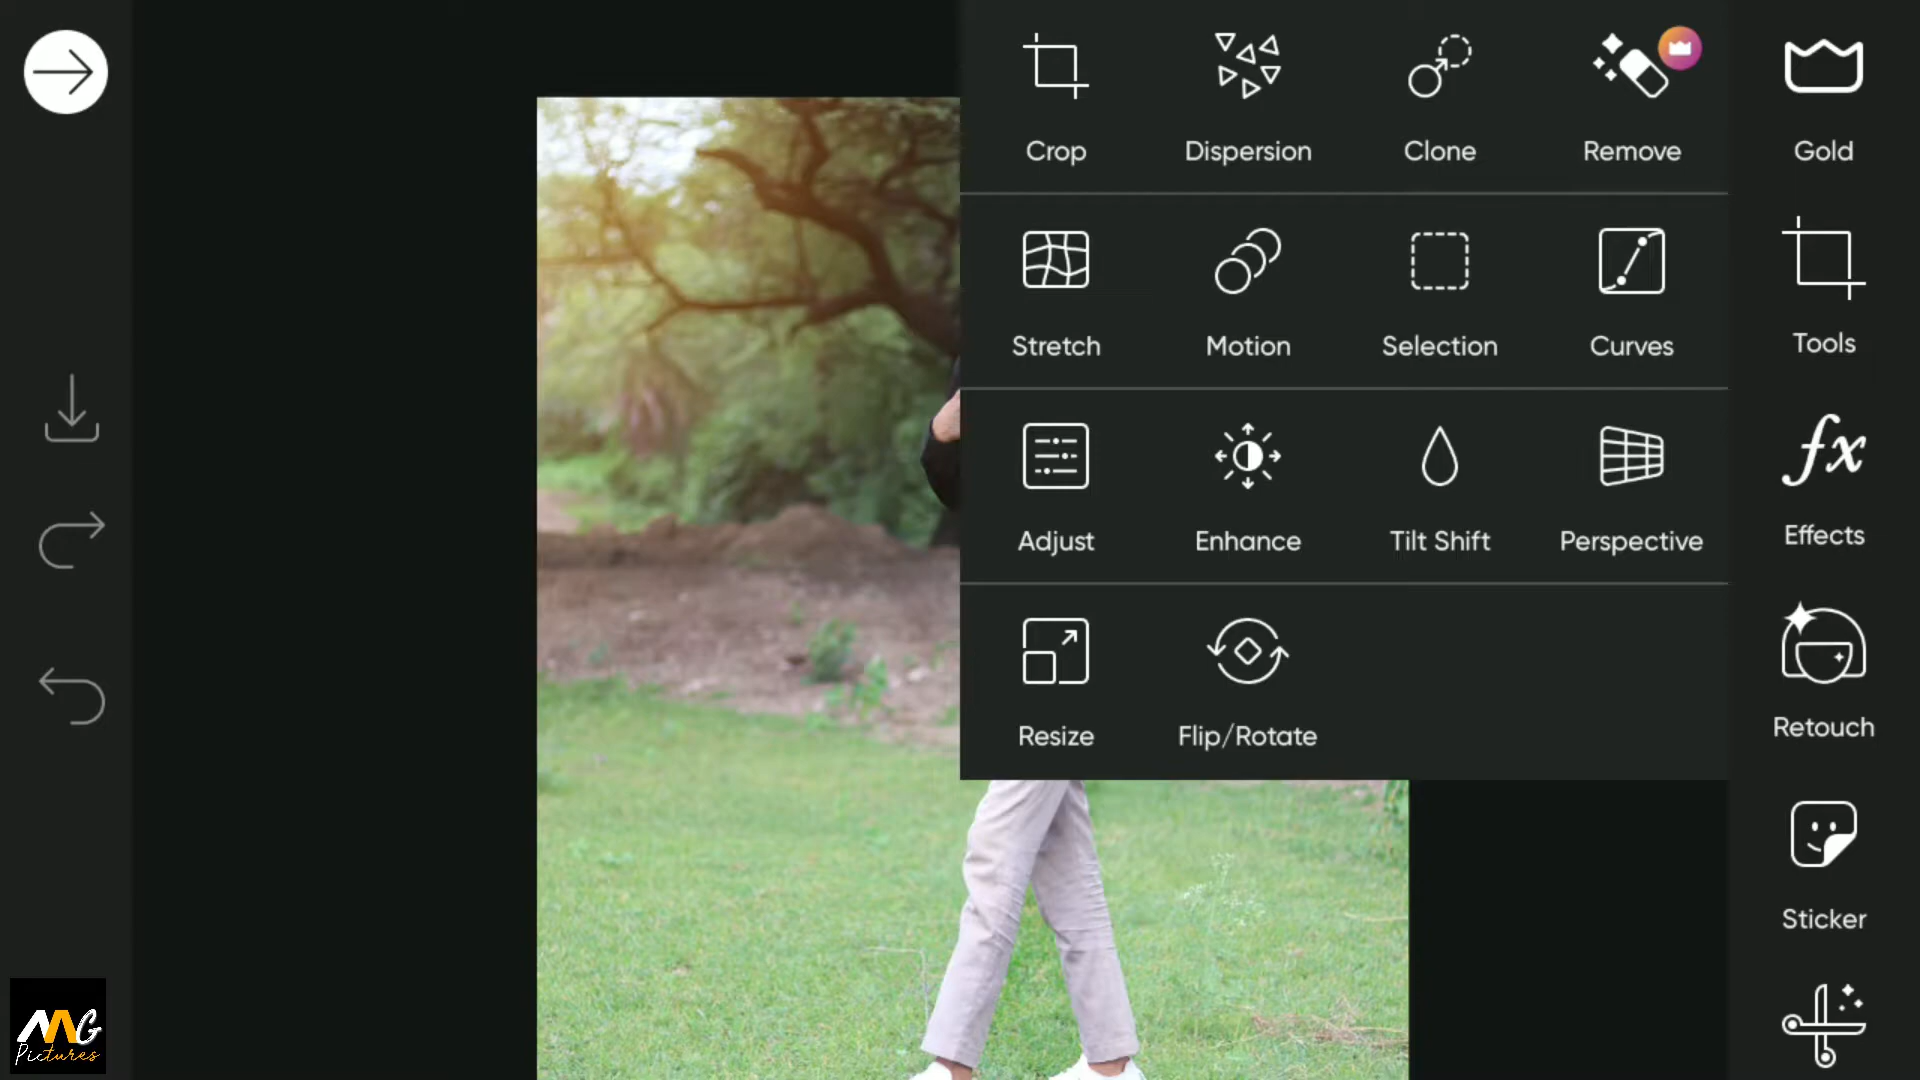 Crop Dispersion Clone Remove Gold
Stretch Motion Selection Curves Tools
Adjust Enhance Tilt Shift Perspective Effects
Resize Flip/Rotate Retouch
Sticker
fx
MG
Pictures